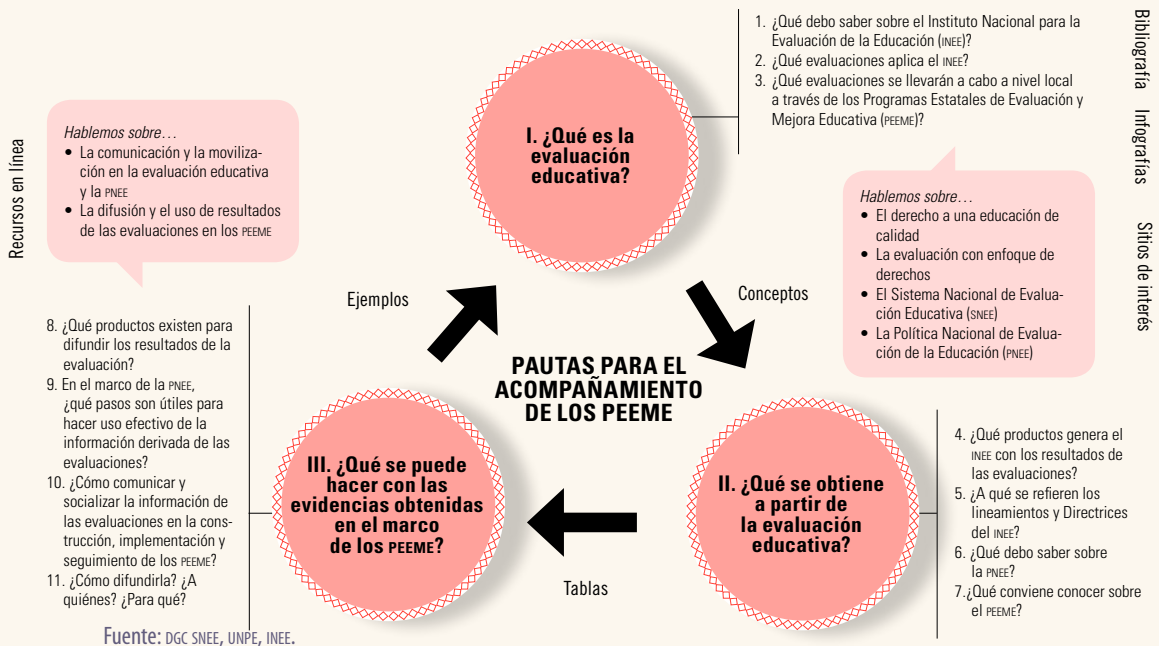 1. ¿Qué debo saber sobre el Instituto Nacional para la
Evaluación de la Educación (INEE)?
2. ¿Qué evaluaciones aplica el INEE?
3. ¿Qué evaluaciones se llevarán a cabo a nivel local
a través de los Programas Estatales de Evaluación y
Mejora Educativa (PEEME)?
Bibliografía
Infografías
Sitios de interés
Recursos en línea
Hablemos sobre…
• La comunicación y la moviliza-
ción en la evaluación educativa
y la PNEE
• La difusión y el uso de resultados
de las evaluaciones en los PEEME
I. ¿Qué es la
evaluación
educativa?
Hablemos sobre…
• El derecho a una educación de
calidad
• La evaluación con enfoque de
derechos
• El Sistema Nacional de Evalua-
ción Educativa (SNEE)
• La Política Nacional de Evalua-
ción de la Educación (PNEE)
Ejemplos
Conceptos
PAUTAS PARA EL
ACOMPAÑAMIENTO
DE LOS PEEME
8. ¿Qué productos existen para
difundir los resultados de la
evaluación?
9. En el marco de la PNEE,
¿qué pasos son útiles para
hacer uso efectivo de la
información derivada de las
evaluaciones?
10. ¿Cómo comunicar y
socializar la información de
las evaluaciones en la cons-
trucción, implementación y
seguimiento de los PEEME?
11. ¿Cómo difundirla? ¿A
quiénes? ¿Para qué?
III. ¿Qué se puede
hacer con las
evidencias obtenidas
en el marco
de los PEEME?
Tablas
II. ¿Qué se obtiene
a partir de
la evaluación
educativa?
4. ¿Qué productos genera el
INEE con los resultados de
las evaluaciones?
5. ¿A qué se refieren los
lineamientos y Directrices
del INEE?
6. ¿Qué debo saber sobre
la PNEE?
7.¿Qué conviene conocer sobre
el PEEME?
Fuente: DGC SNEE, UNPE, INEE.